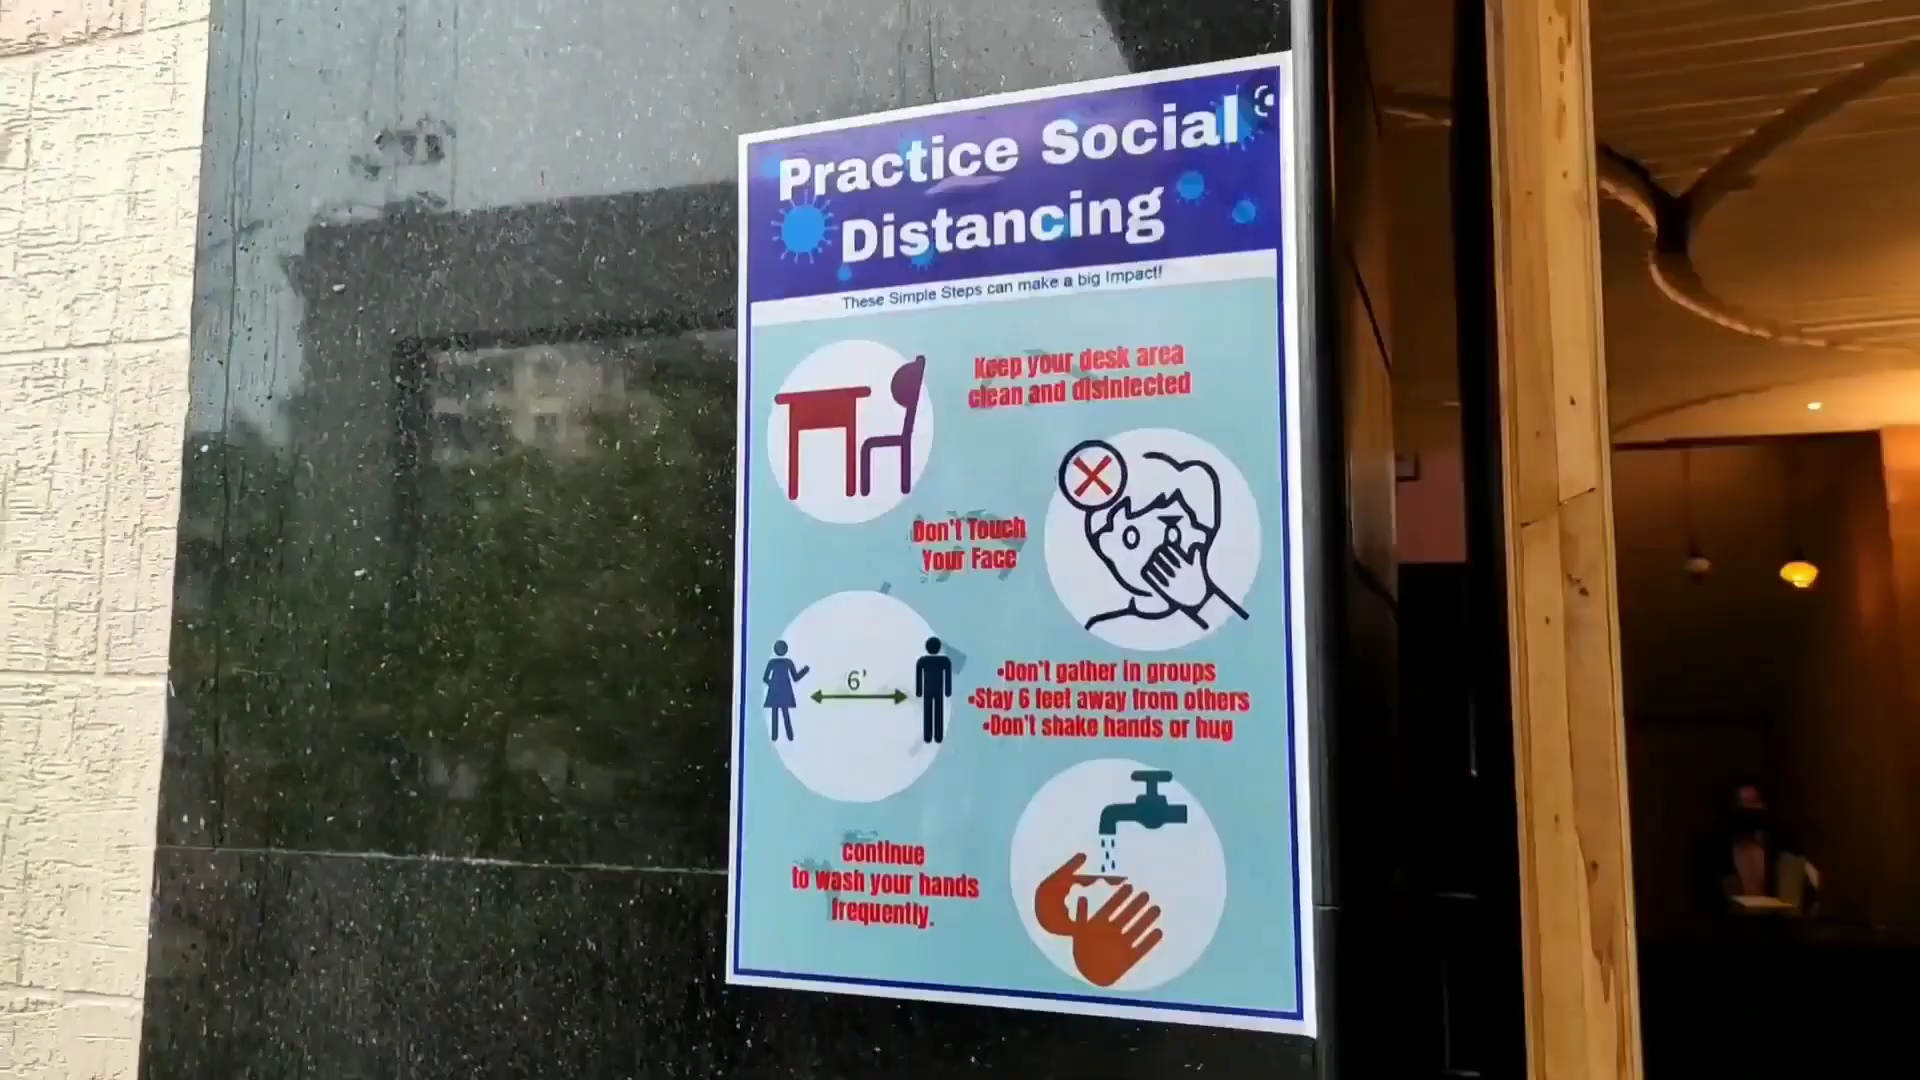 Practice Social
Distancing
These Simple Steps can make a big Impact!
Keep your desk area
clean and disinfected
Don't Touch
Your Face
6'
•Don't gather in groups
•Stay 6 feet away from others
•Don't shake hands or hug
continue
to wash your hands
frequently.